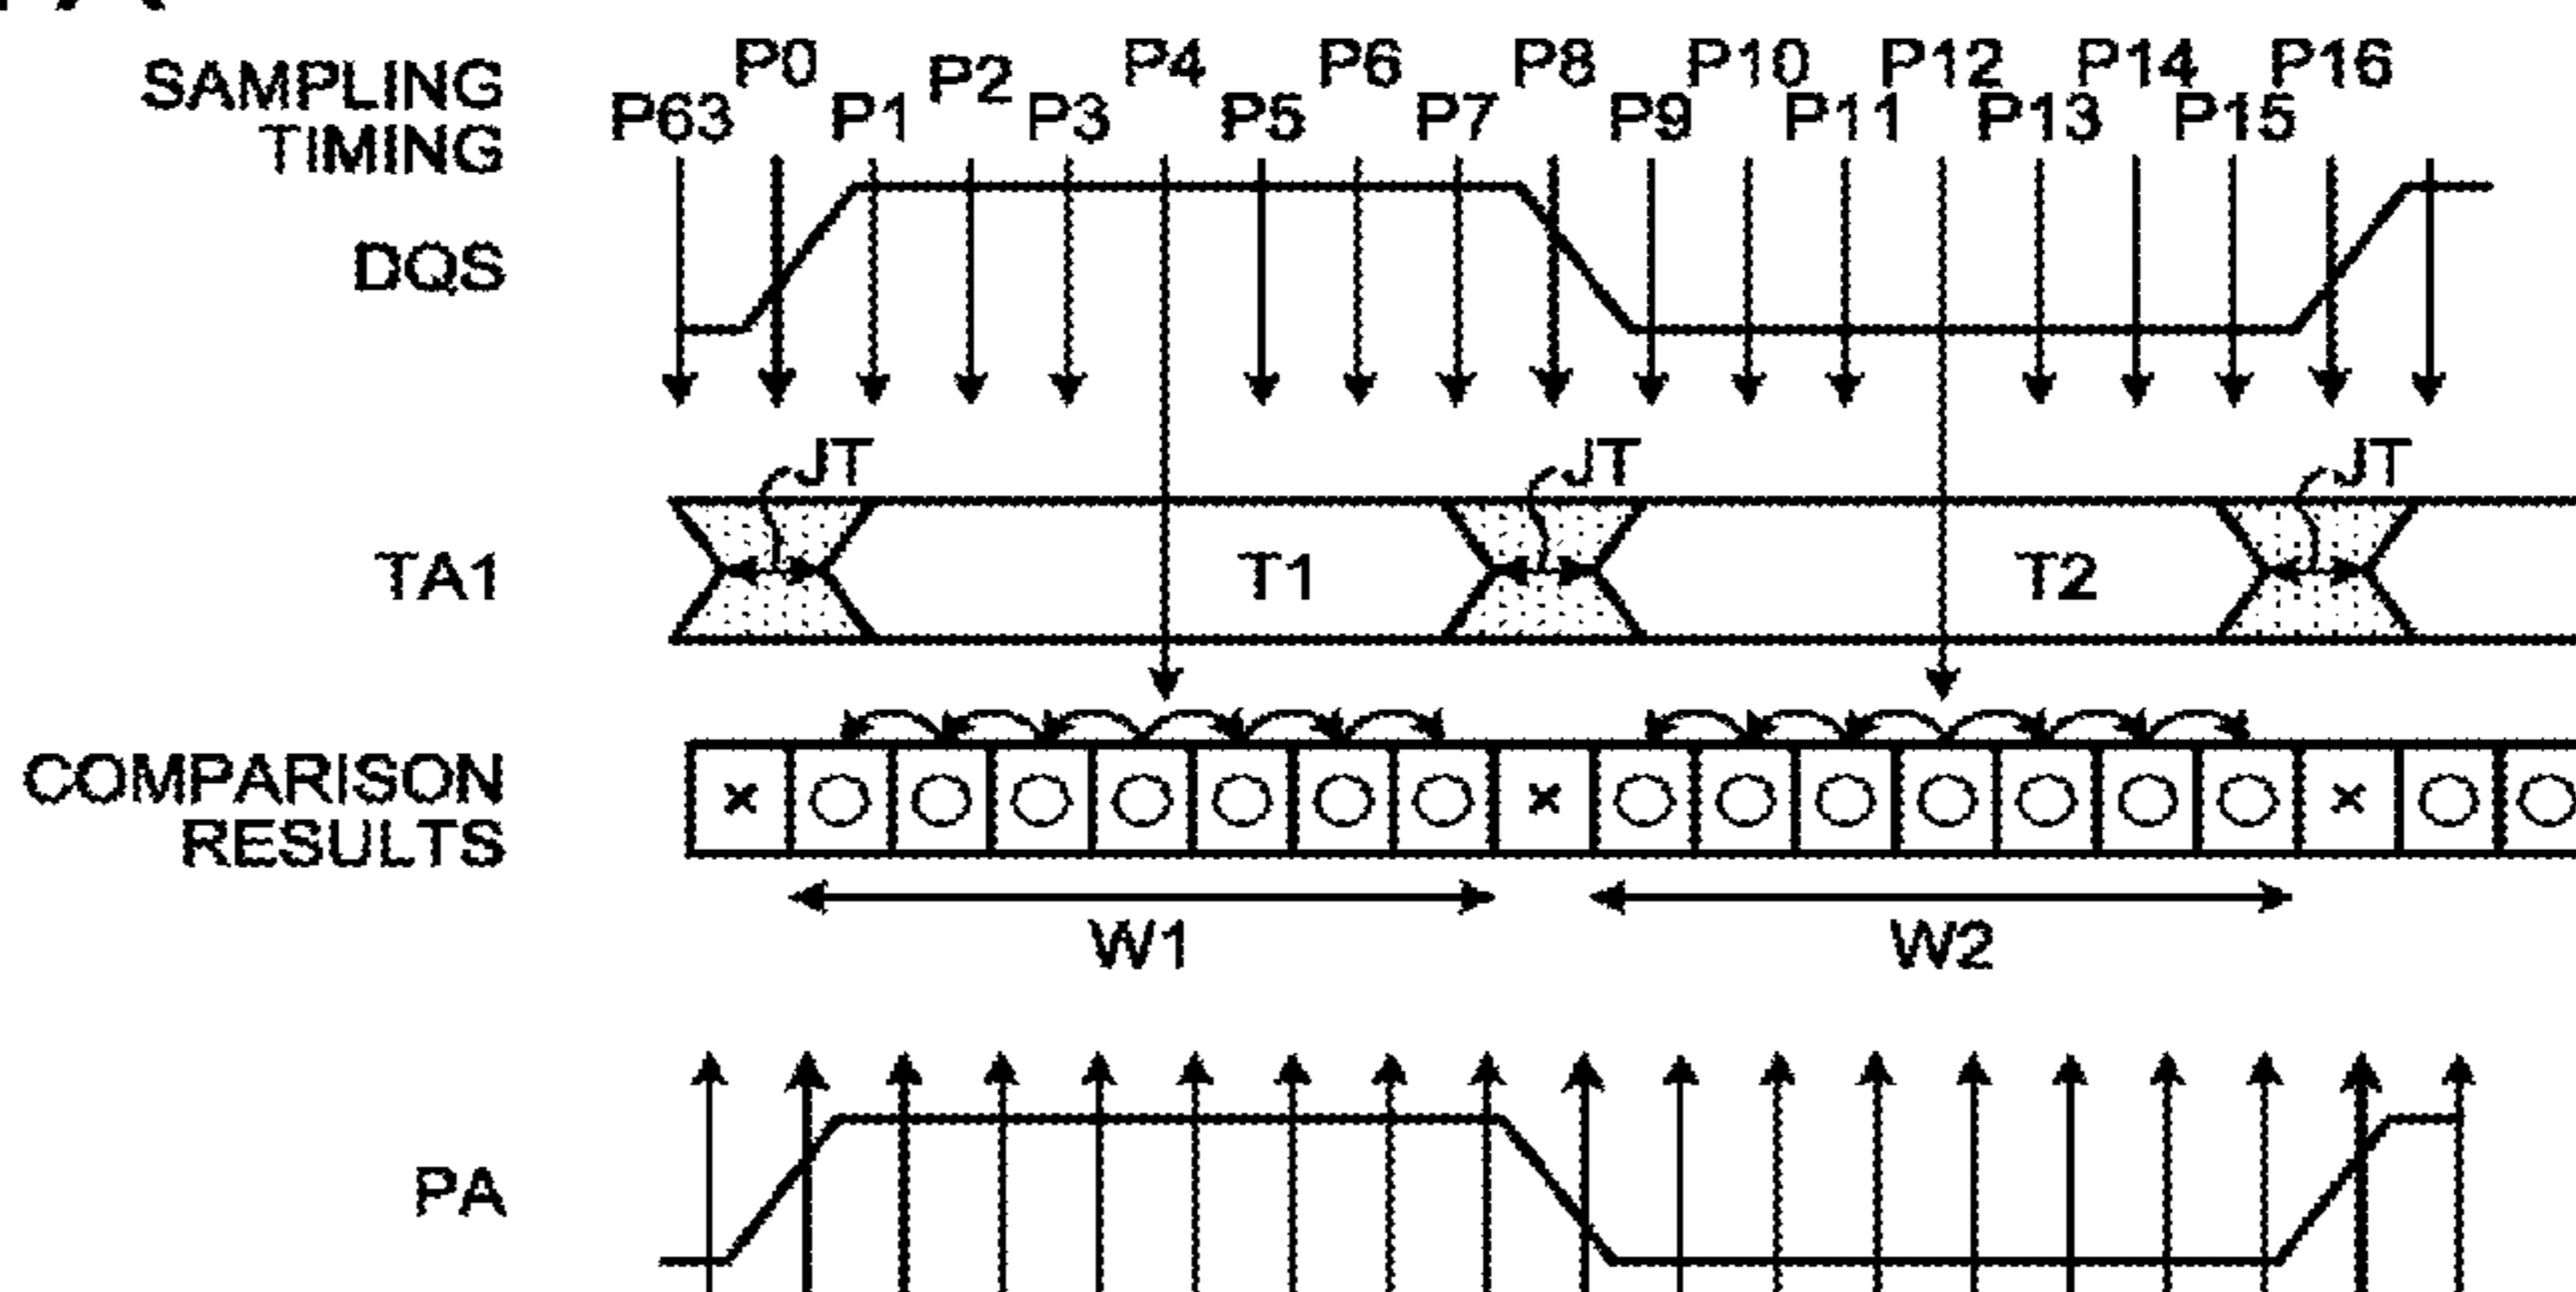 SAMPLING TIMING
P63 P0 P1 P2 P3 P4 P5 P6 P7 P8 P9 P10 P11 P12 P13 P14 P15 P16
DQS
JT JT JT
TA1 T1 T2
COMPARISON RESULTS
× ○ ○ ○ ○ ○ ○ ○ × ○ ○ ○ ○ ○ ○ ○ × ○ ○
W1 W2
PA